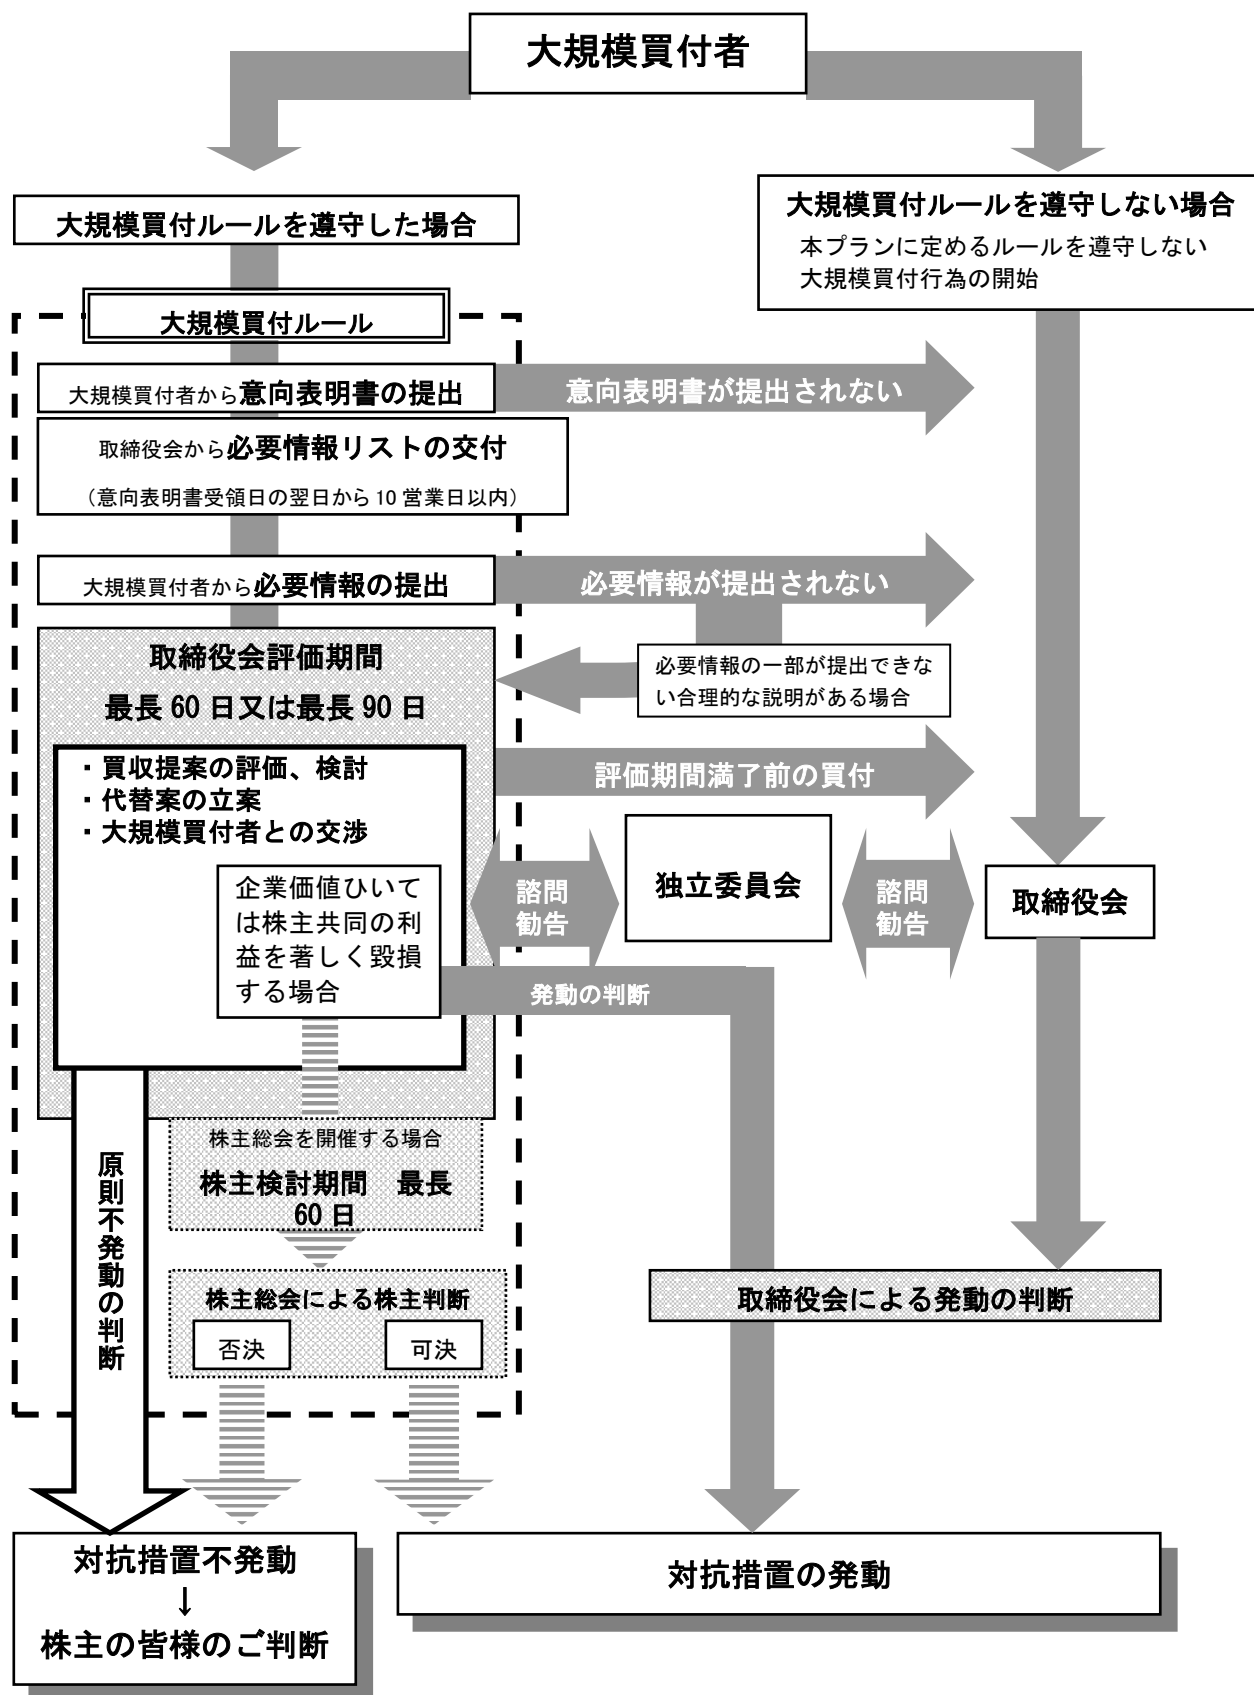 大規模買付者
大規模買付ルールを遵守した場合
大規模買付ルールを遵守しない場合
本プランに定めるルールを遵守しない
大規模買付行為の開始
大規模買付ルール
大規模買付者から意向表明書の提出
意向表明書が提出されない
取締役会から必要情報リストの交付
（意向表明書受領日の翌日から10営業日以内）
大規模買付者から必要情報の提出
必要情報が提出されない
取締役会評価期間
最長60日又は最長90日
必要情報の一部が提出できな
い合理的な説明がある場合
・買収提案の評価、検討
・代替案の立案
・大規模買付者との交渉
評価期間満了前の買付
企業価値ひいて
は株主共同の利
益を著しく毀損
する場合
諮問
勧告
独立委員会
諮問
勧告
取締役会
発動の判断
原則不発動の判断
株主総会を開催する場合
株主検討期間　最長
60日
株主総会による株主判断
否決
可決
取締役会による発動の判断
対抗措置不発動
↓
株主の皆様のご判断
対抗措置の発動